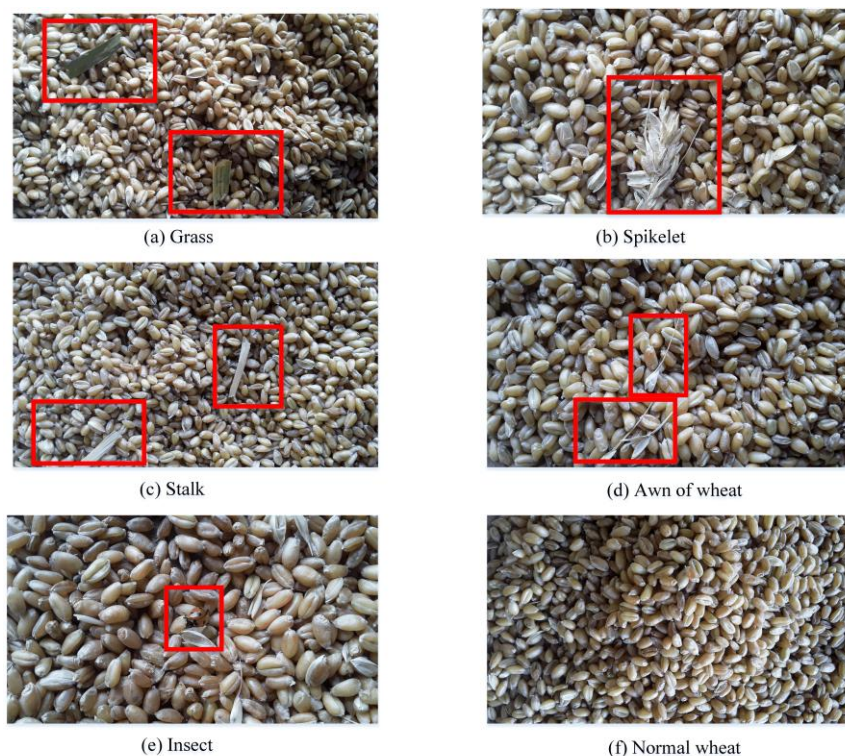 (a) Grass
(b) Spikelet
(c) Stalk
(d) Awn of wheat
(e) Insect
(f) Normal wheat